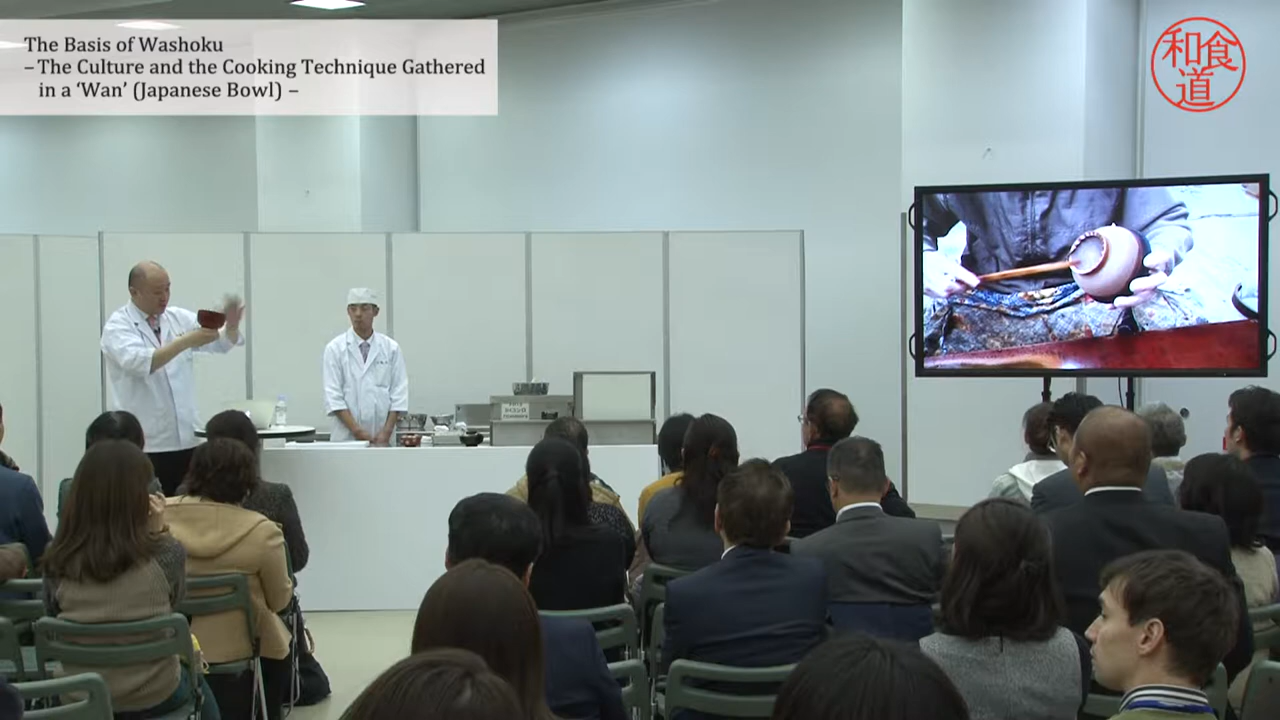 The Basis of Washoku
– The Culture and the Cooking Technique Gathered
in a ‘Wan’ (Japanese Bowl) –
和食
道